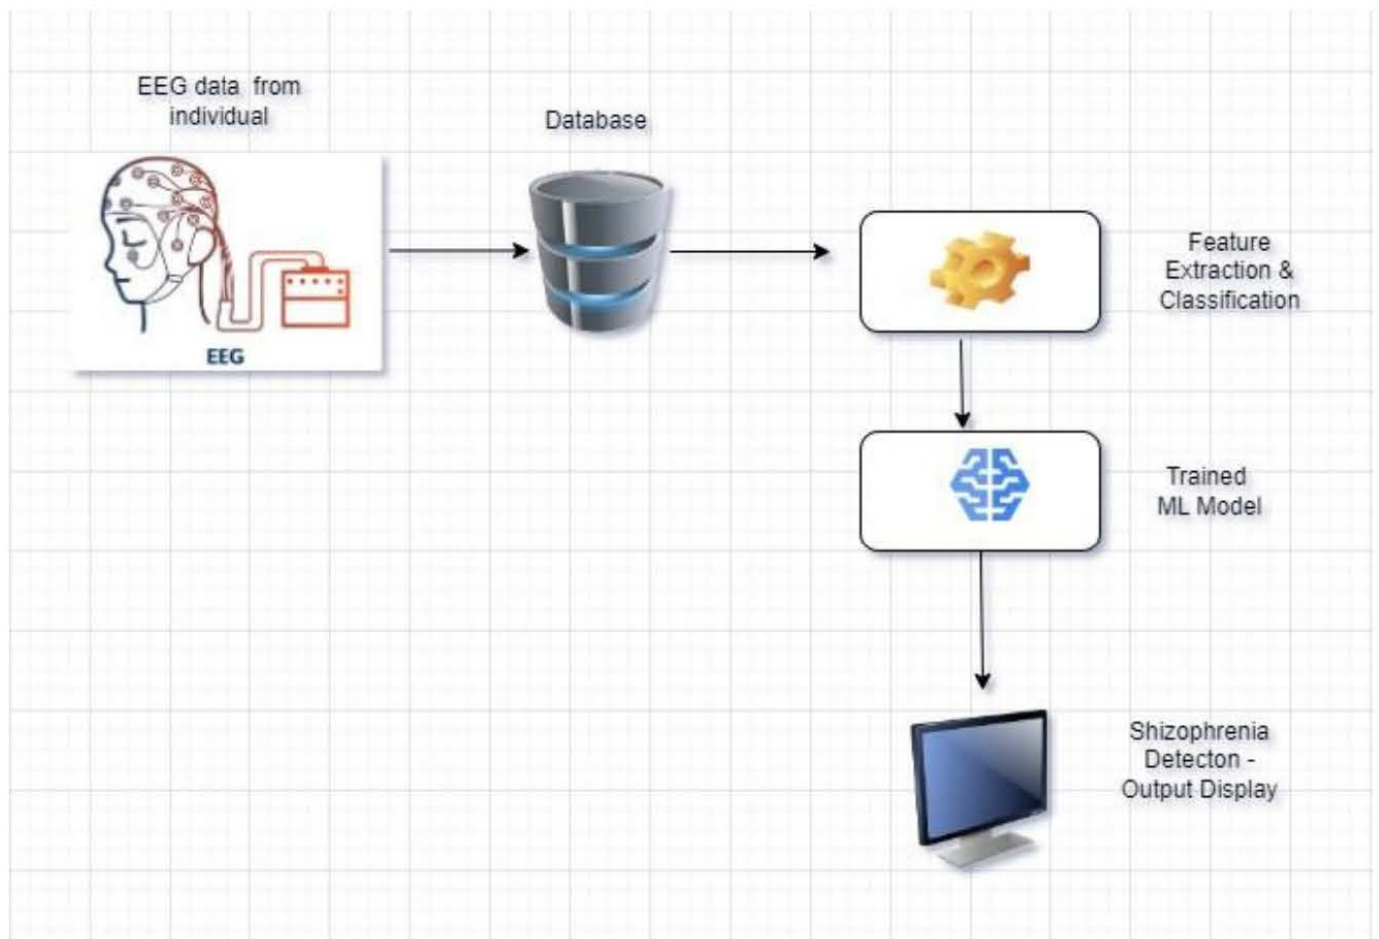 EEG data from
individual
Database
EEG
Feature
Extraction &
Classification
Trained
ML Model
Shizophrenia
Detecton -
Output Display